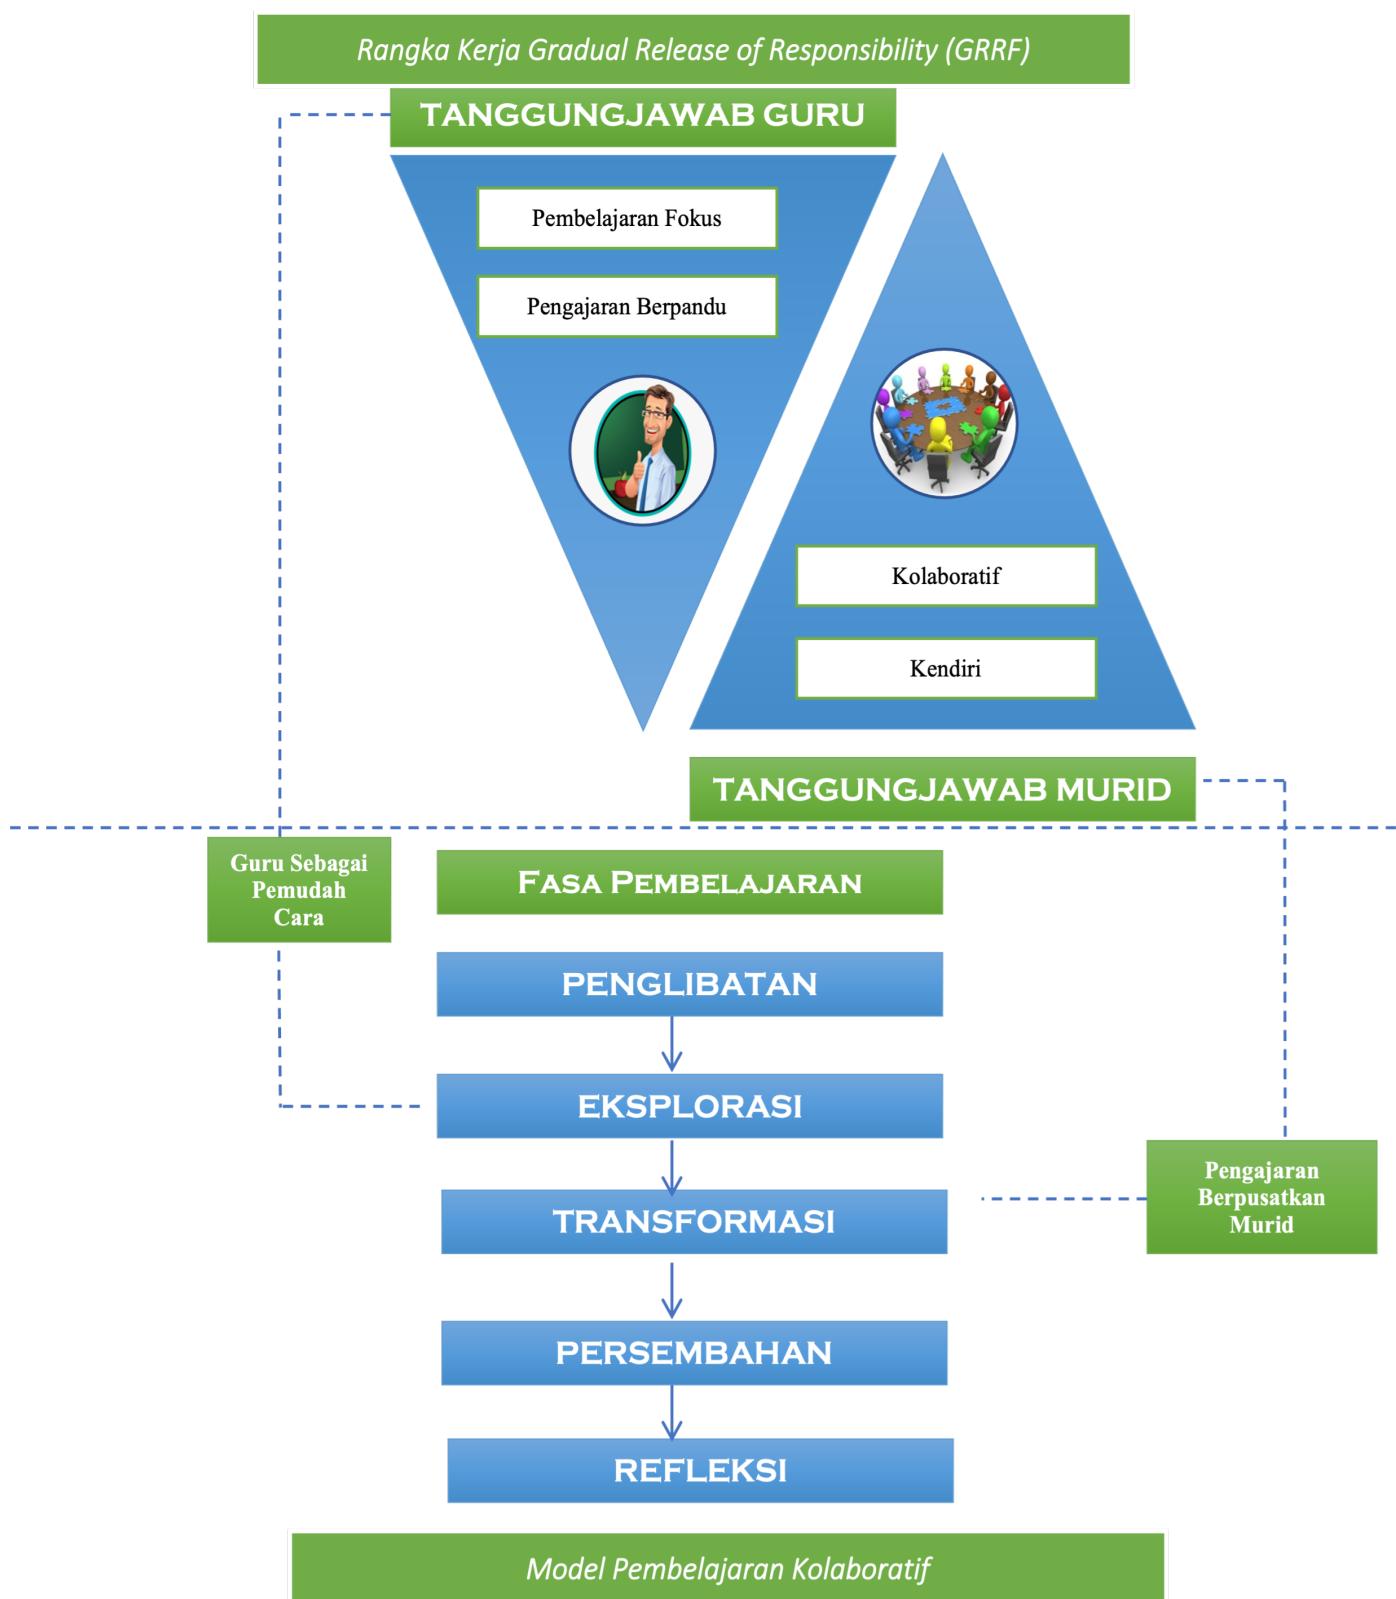 Rangka Kerja Gradual Release of Responsibility (GRRF)
TANGGUNGJAWAB GURU
Pembelajaran Fokus
Pengajaran Berpandu
Kolaboratif
Kendiri
TANGGUNGJAWAB MURID
Guru Sebagai
Pemudah
Cara
FASA PEMBELAJARAN
PENGLIBATAN
EKSPLORASI
TRANSFORMASI
Pengajaran
Berpusatkan
Murid
PERSEMBAHAN
REFLEKSI
Model Pembelajaran Kolaboratif